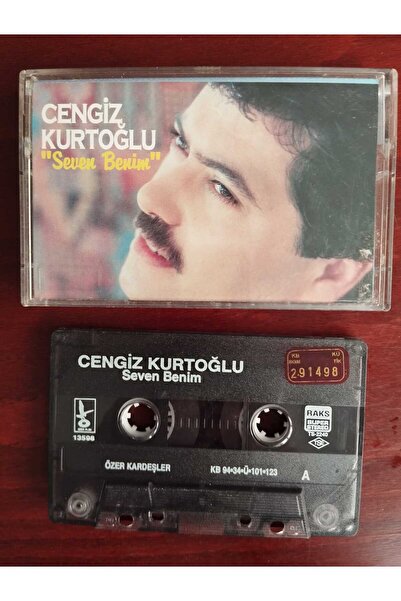 CENGİZ
KURTOĞLU
"Seven Benim"
CENGİZ KURTOĞLU
Seven Benim
291498
13598
RAKS
SUPER
STEREO
ÖZER KARDEŞLER
KB 94•34•Ü•101•123
A